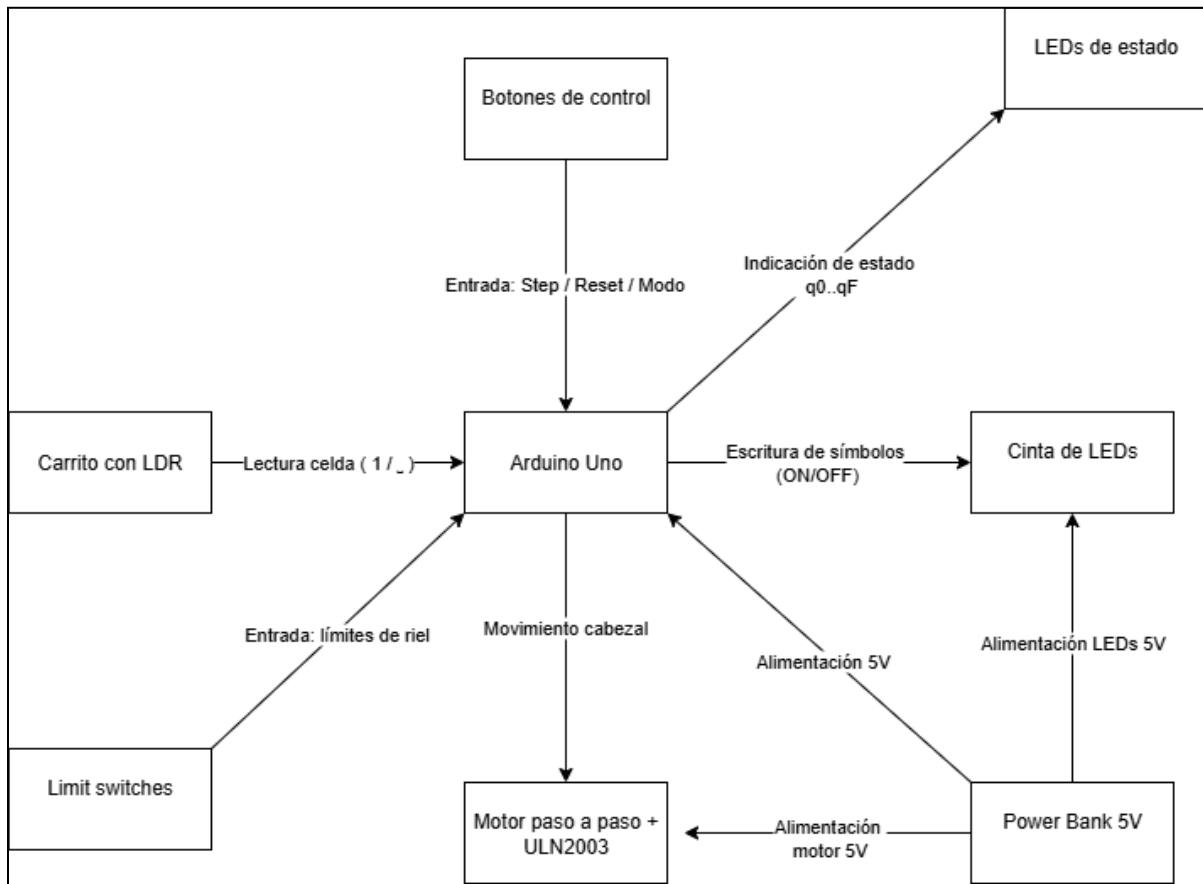 LEDs de estado
Botones de control
Indicación de estado
q0..qF
Entrada: Step / Reset / Modo
Carrito con LDR
Lectura celda ( 1 / ⎵ )
Arduino Uno
Escritura de símbolos
(ON/OFF)
Cinta de LEDs
Entrada: límites de riel
Movimiento cabezal
Alimentación 5V
Alimentación LEDs 5V
Limit switches
Motor paso a paso +
ULN2003
Alimentación
motor 5V
Power Bank 5V